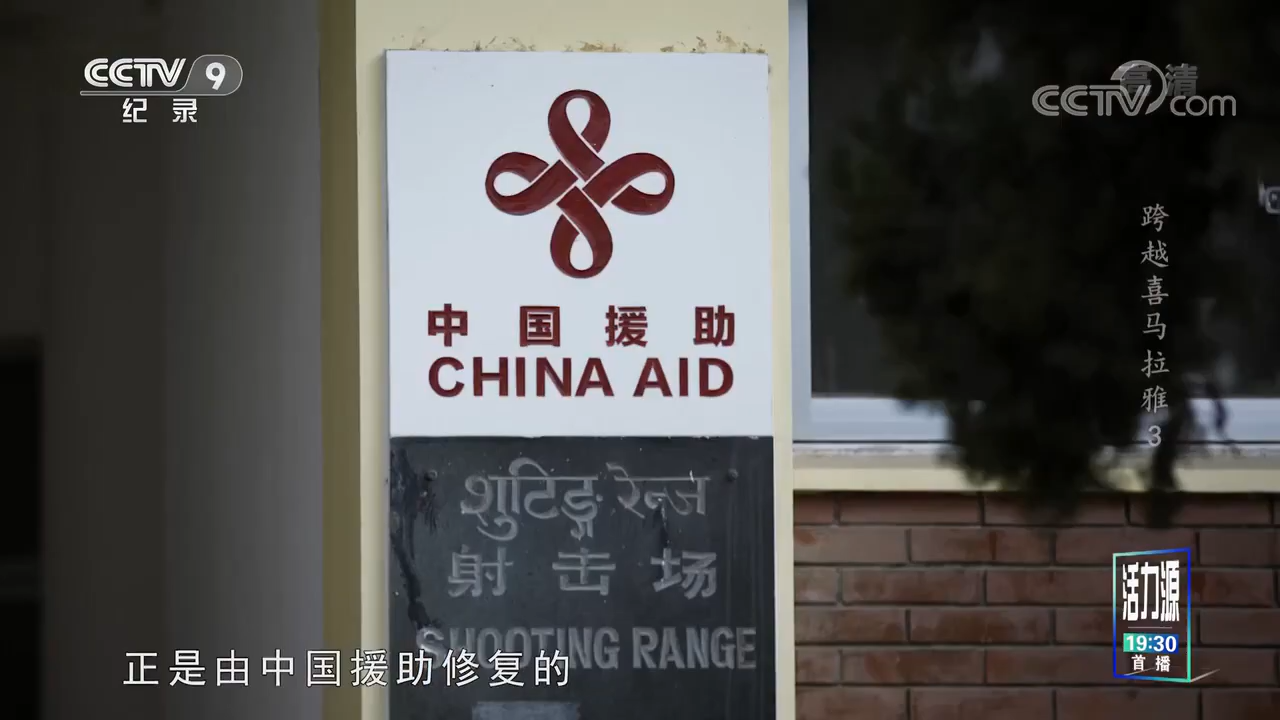 CCTV 9
纪录
高清
CCTV.com
跨越喜马拉雅3
中国援助
CHINA AID
शुटिङ्ग रेन्ज
射击场
SHOOTING RANGE
正是由中国援助修复的
活力源
19:30
首播